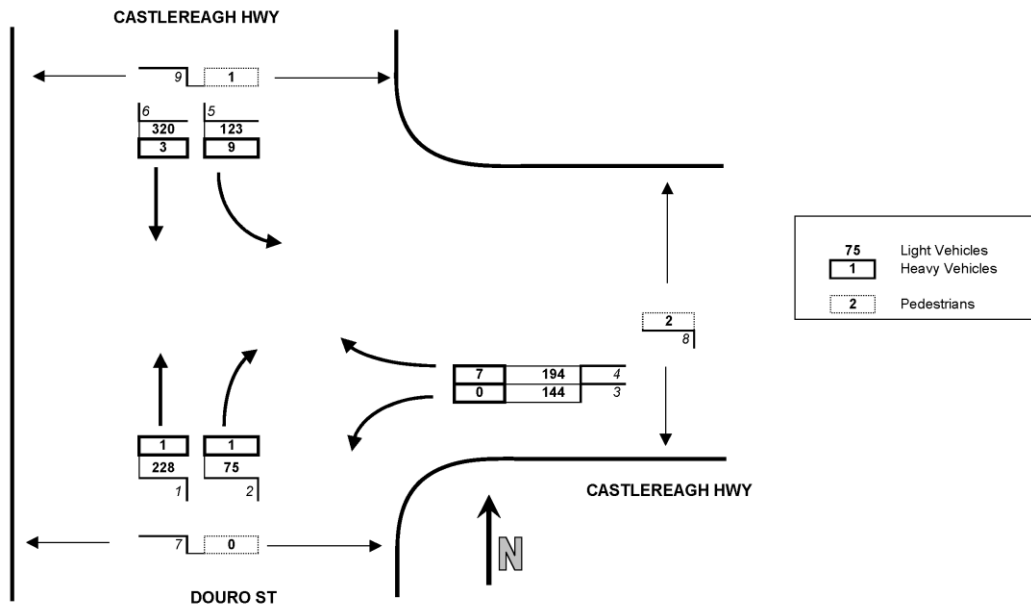 CASTLEREAGH HWY
9 1
6 5
320 123
3 9
75 Light Vehicles
1 Heavy Vehicles
2 Pedestrians
2
8
7 194 4
0 144 3
1 1
228 75
1 2
CASTLEREAGH HWY
7 0
N
DOURO ST